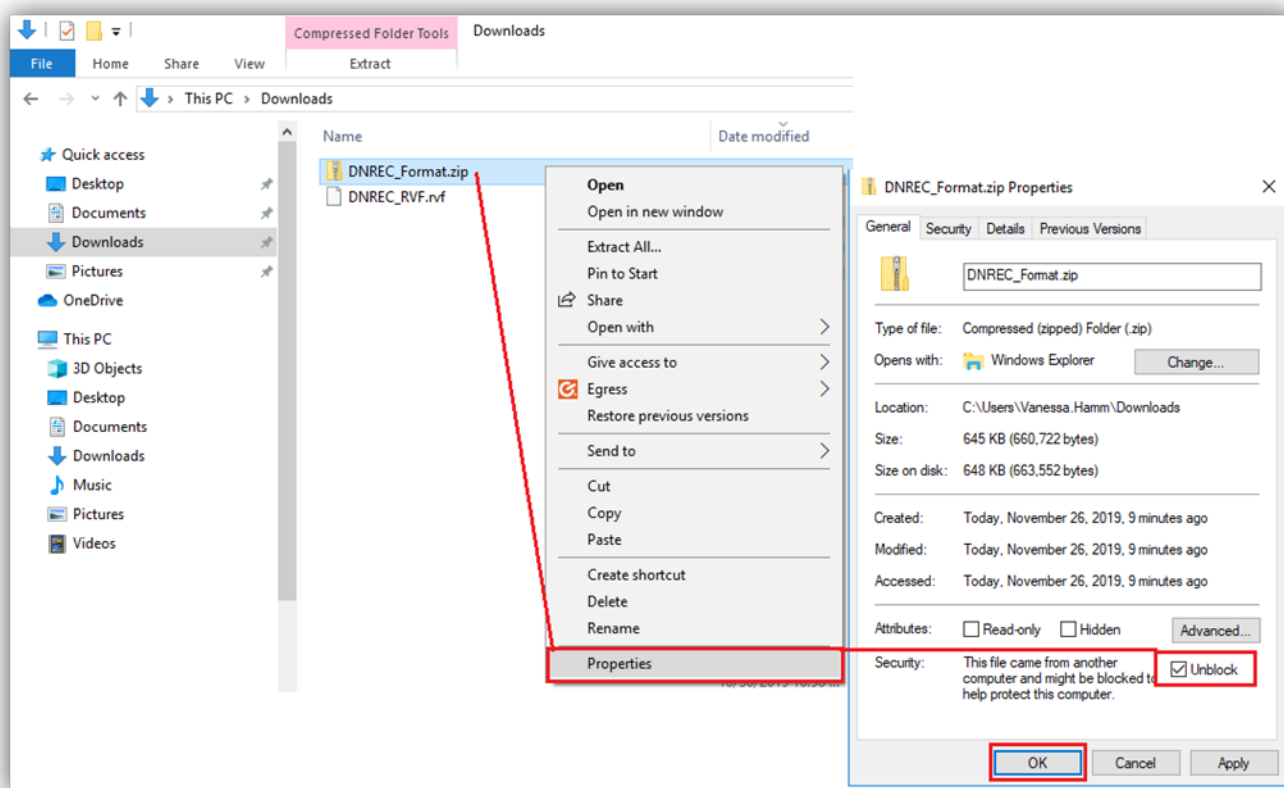 Compressed Folder Tools
Downloads
File
Home
Share
View
Extract
This PC
Downloads
Name
Date modified
Quick access
Desktop
Documents
Downloads
Pictures
OneDrive
This PC
3D Objects
Desktop
Documents
Downloads
Music
Pictures
Videos
DNREC_Format.zip
DNREC_RVF.rvf
Open
Open in new window
Extract All...
Pin to Start
Share
Open with
Give access to
Egress
Restore previous versions
Send to
Cut
Copy
Paste
Create shortcut
Delete
Rename
Properties
DNREC_Format.zip Properties
General
Security
Details
Previous Versions
DNREC_Format.zip
Type of file: Compressed (zipped) Folder (.zip)
Opens with: Windows Explorer
Change...
Location: C:\Users\Vanessa.Hamm\Downloads
Size: 645 KB (660,722 bytes)
Size on disk: 648 KB (663,552 bytes)
Created: Today, November 26, 2019, 9 minutes ago
Modified: Today, November 26, 2019, 9 minutes ago
Accessed: Today, November 26, 2019, 9 minutes ago
Attributes: Read-only Hidden
Advanced...
Security: This file came from another
computer and might be blocked to
help protect this computer.
Unblock
OK
Cancel
Apply